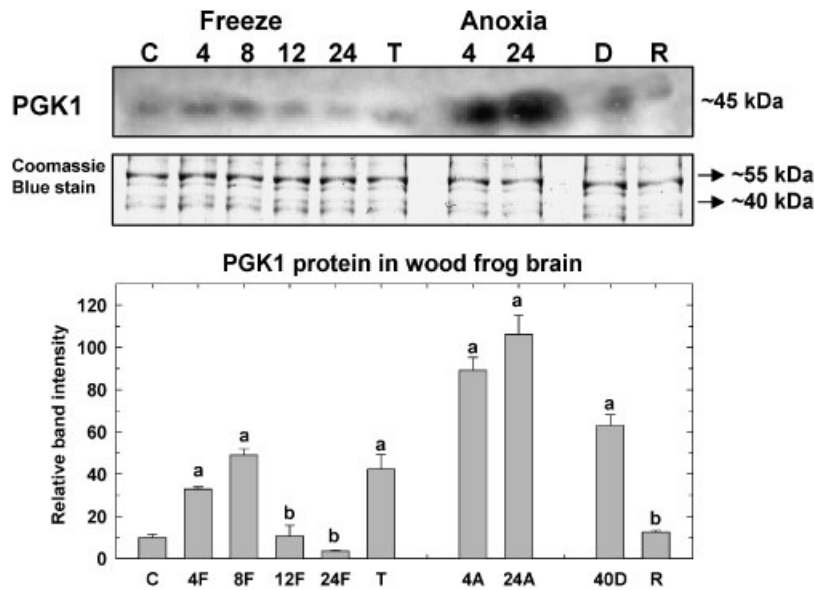 Freeze Anoxia
C 4 8 12 24 T 4 24 D R
PGK1 ~45 kDa
Coomassie
Blue stain
~55 kDa
~40 kDa
PGK1 protein in wood frog brain
Relative band intensity
120
100
80
60
40
20
0
a a b b a a a a b
C 4F 8F 12F 24F T 4A 24A 40D R